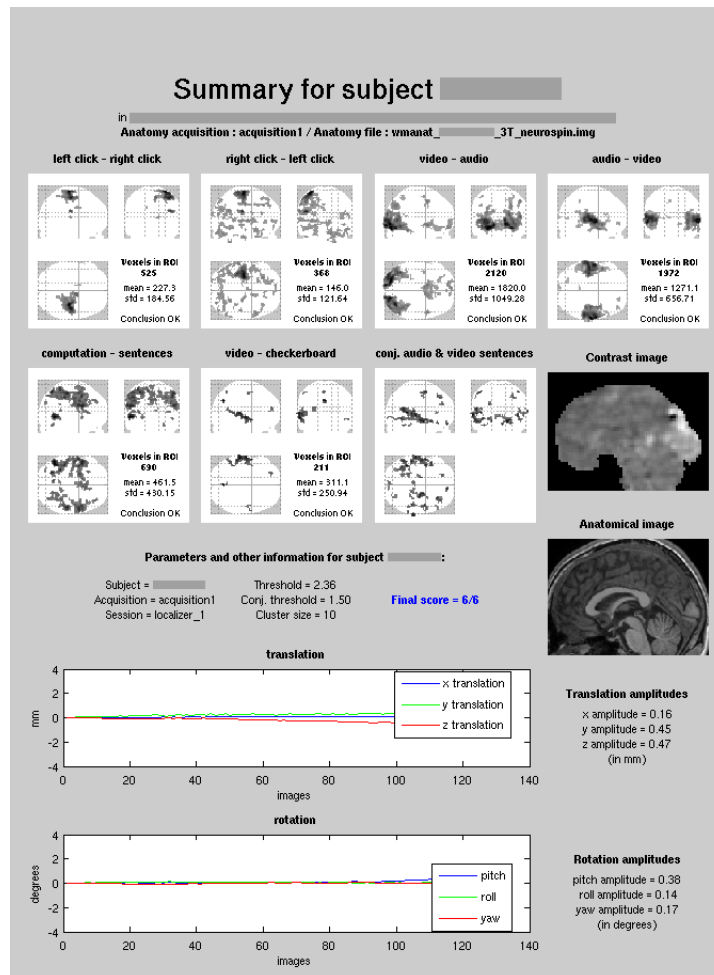 Summary for subject
in
Anatomy acquisition : acquisition1 / Anatomy file : wmanat_ _3T_neurospin.img
left click - right click
right click - left click
video - audio
audio - video
Voxels in ROI
525
mean = 227.3
std = 184.56
Conclusion OK
Voxels in ROI
368
mean = 146.0
std = 121.64
Conclusion OK
Voxels in ROI
2120
mean = 1820.0
std = 1049.28
Conclusion OK
Voxels in ROI
1972
mean = 1271.1
std = 656.71
Conclusion OK
computation - sentences
video - checkerboard
conj. audio & video sentences
Contrast image
Voxels in ROI
690
mean = 461.5
std = 430.15
Conclusion OK
Voxels in ROI
211
mean = 311.1
std = 250.94
Conclusion OK
Anatomical image
Parameters and other information for subject :
Subject =
Acquisition = acquisition1
Session = localizer_1
Threshold = 2.36
Conj. threshold = 1.50
Cluster size = 10
Final score = 6/6
translation
4
2
0
-2
-4
mm
x translation
y translation
z translation
0 20 40 60 80 100 120 140
images
Translation amplitudes
x amplitude = 0.16
y amplitude = 0.45
z amplitude = 0.47
(in mm)
rotation
4
2
0
-2
-4
degrees
pitch
roll
yaw
0 20 40 60 80 100 120 140
images
Rotation amplitudes
pitch amplitude = 0.38
roll amplitude = 0.14
yaw amplitude = 0.17
(in degrees)